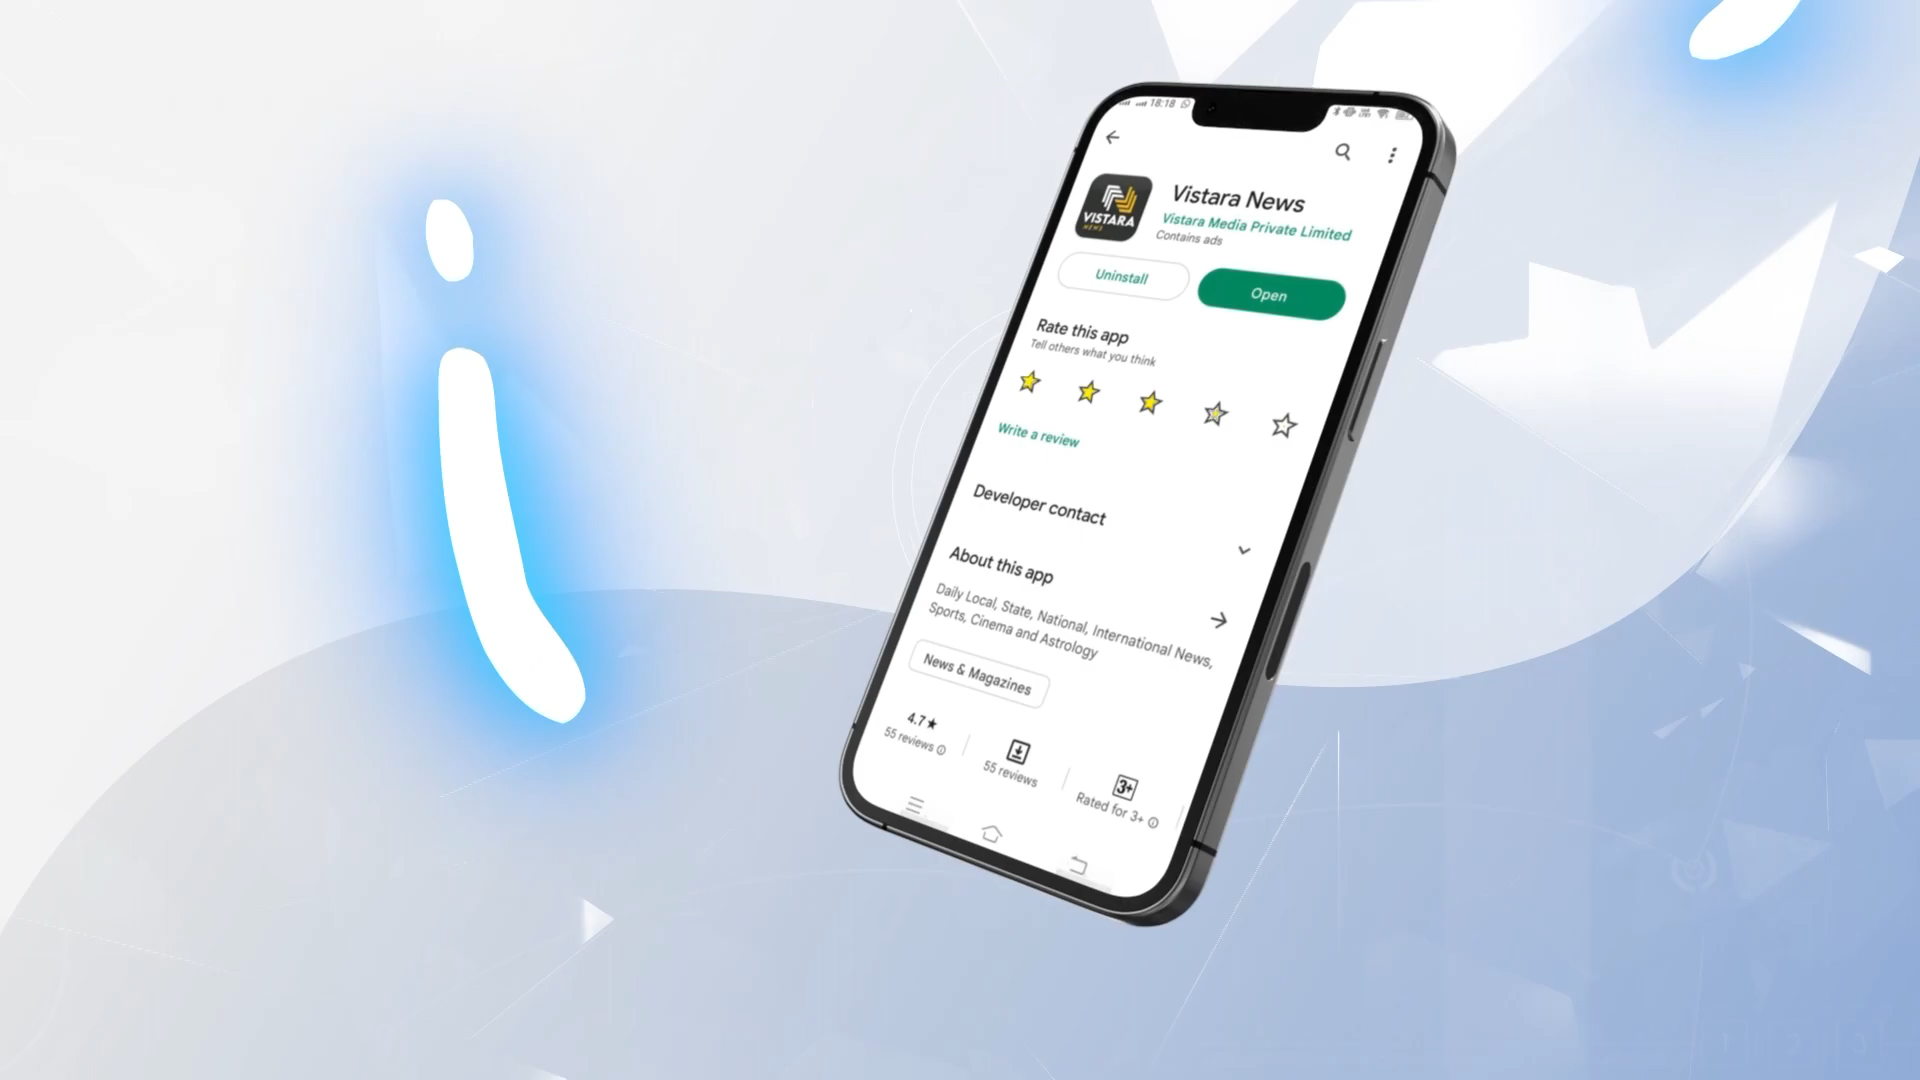 18:18
Vistara News
Vistara Media Private Limited
Contains ads
VISTARA
NEWS
Uninstall
Open
Rate this app
Tell others what you think
Write a review
Developer contact
About this app
Daily Local, State, National, International News,
Sports, Cinema and Astrology
News & Magazines
4.7★
55 reviews
55 reviews
3+
Rated for 3+